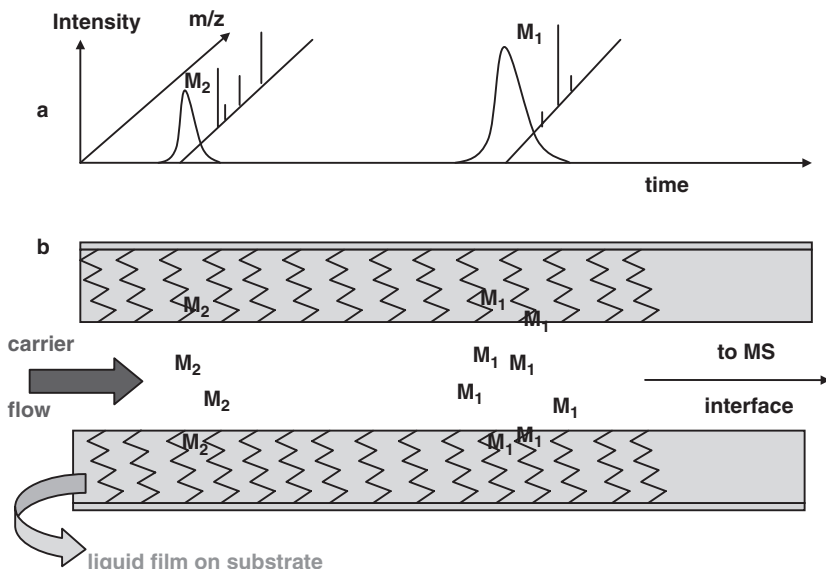 Intensity
m/z
M₁
M₂
a
time
b
M₂
M₁
M₁
carrier
flow
M₂
M₂
M₁
M₁
M₁
M₁
to MS
interface
M₂
M₁
M₁
liquid film on substrate